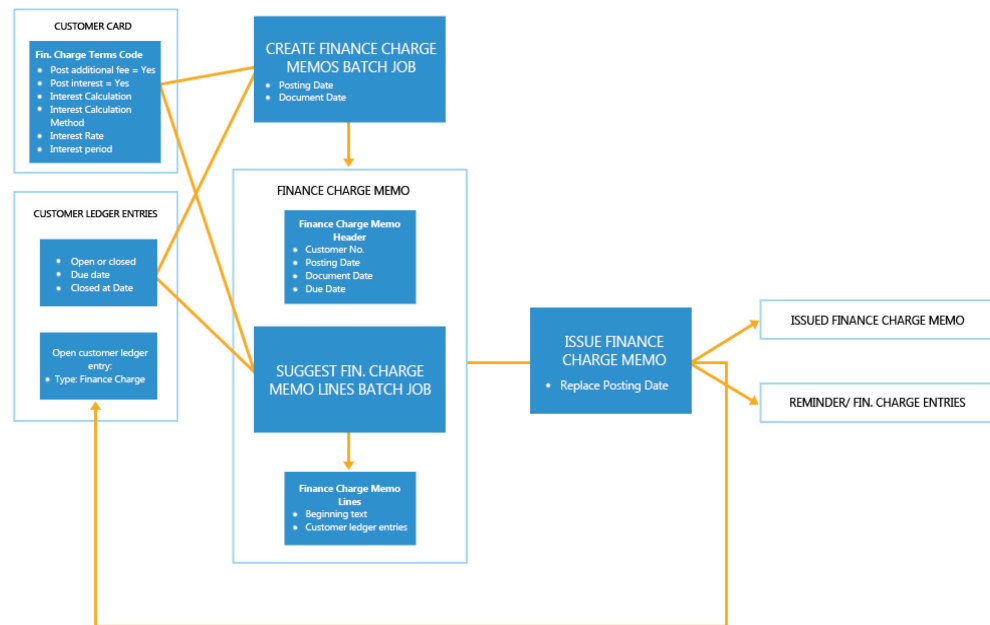 CUSTOMER CARD
Fin. Charge Terms Code
Post additional fee = Yes
Post interest = Yes
Interest Calculation
Interest Calculation
Method
Interest Rate
Interest period
CUSTOMER LEDGER ENTRIES
Open or closed
Due date
Closed at Date
Open customer ledger
entry:
Type: Finance Charge
CREATE FINANCE CHARGE
MEMOS BATCH JOB
Posting Date
Document Date
FINANCE CHARGE MEMO
Finance Charge Memo
Header
Customer No.
Posting Date
Document Date
Due Date
SUGGEST FIN. CHARGE
MEMO LINES BATCH JOB
Finance Charge Memo
Lines
Beginning text
Customer ledger entries
ISSUE FINANCE
CHARGE MEMO
Replace Posting Date
ISSUED FINANCE CHARGE MEMO
REMINDER/ FIN. CHARGE ENTRIES